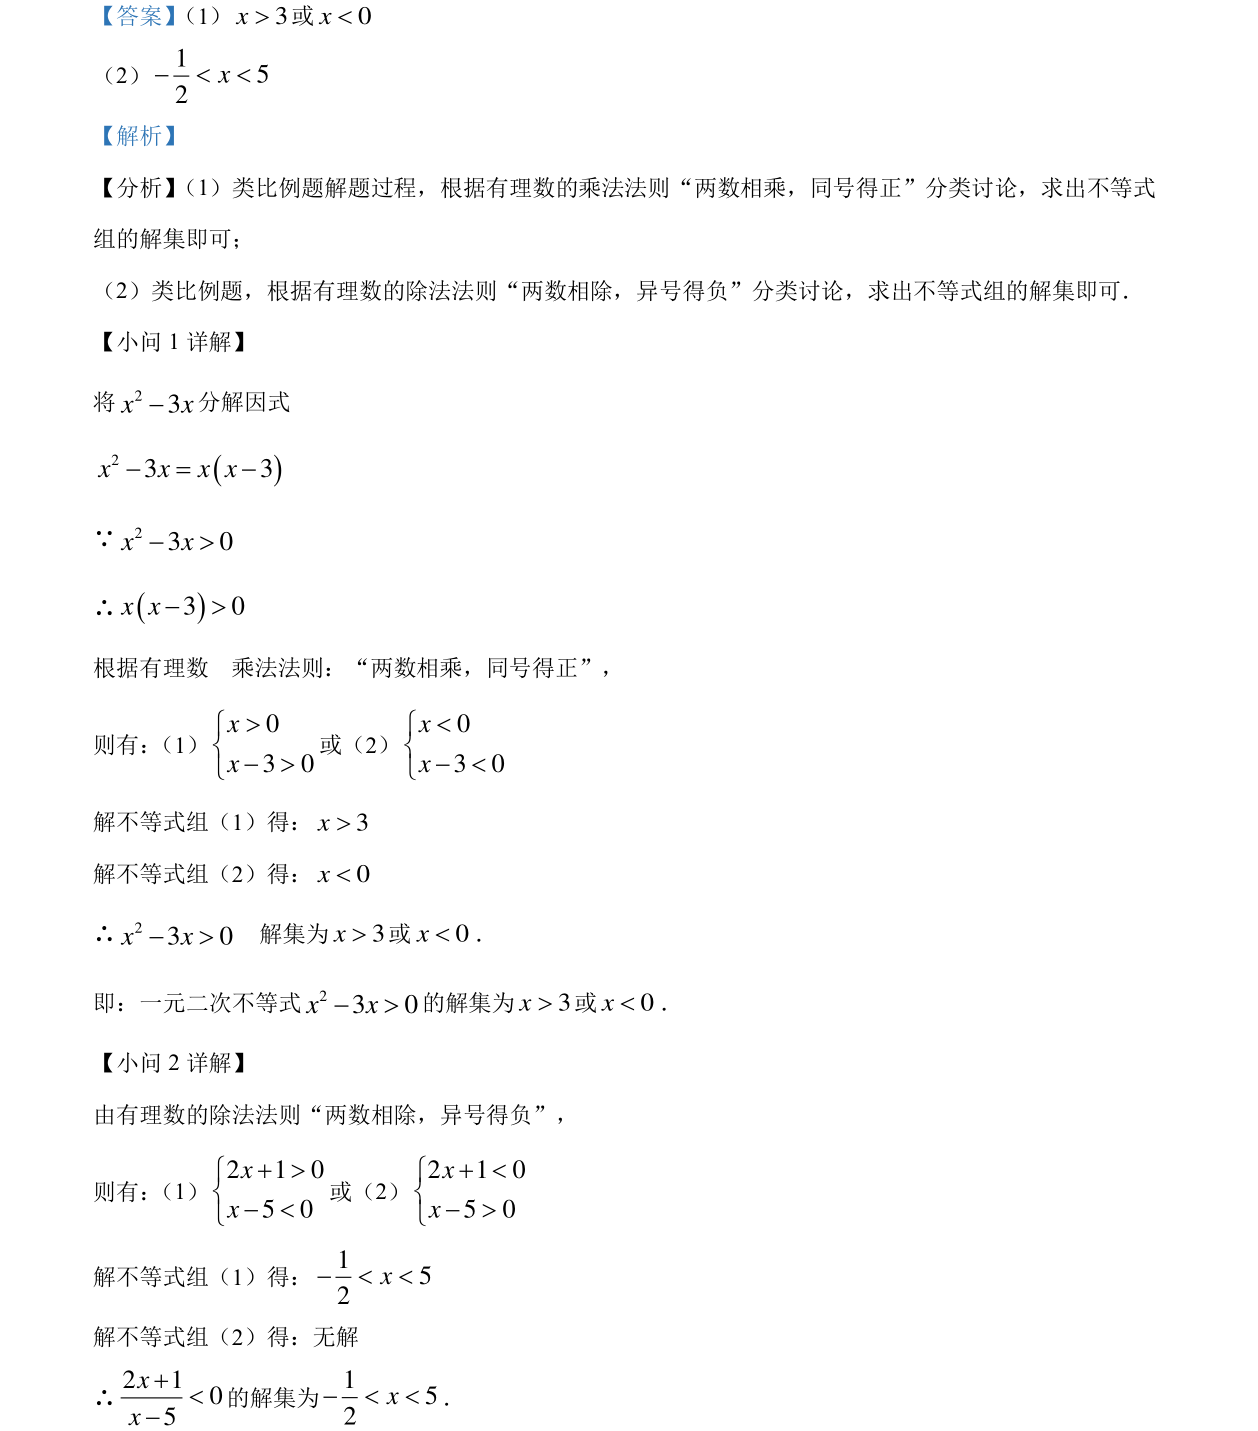 【答案】（1）x > 3或x < 0
（2）−1/2 < x < 5
【解析】
【分析】（1）类比例题解题过程，根据有理数的乘法法则“两数相乘，同号得正”分类讨论，求出不等式
组的解集即可；
（2）类比例题，根据有理数的除法法则“两数相除，异号得负”分类讨论，求出不等式组的解集即可．
【小问 1 详解】
将 x² − 3x 分解因式
x² − 3x = x(x − 3)
∵ x² − 3x > 0
∴ x(x − 3) > 0
根据有理数 乘法法则：“两数相乘，同号得正”，
则有：（1）{x > 0, x − 3 > 0 或（2）{x < 0, x − 3 < 0
解不等式组（1）得：x > 3
解不等式组（2）得：x < 0
∴ x² − 3x > 0 解集为 x > 3或 x < 0．
即：一元二次不等式 x² − 3x > 0 的解集为 x > 3或 x < 0．
【小问 2 详解】
由有理数的除法法则“两数相除，异号得负”，
则有：（1）{2x + 1 > 0, x − 5 < 0 或（2）{2x + 1 < 0, x − 5 > 0
解不等式组（1）得：−1/2 < x < 5
解不等式组（2）得：无解
∴ (2x + 1)/(x − 5) < 0 的解集为 −1/2 < x < 5．